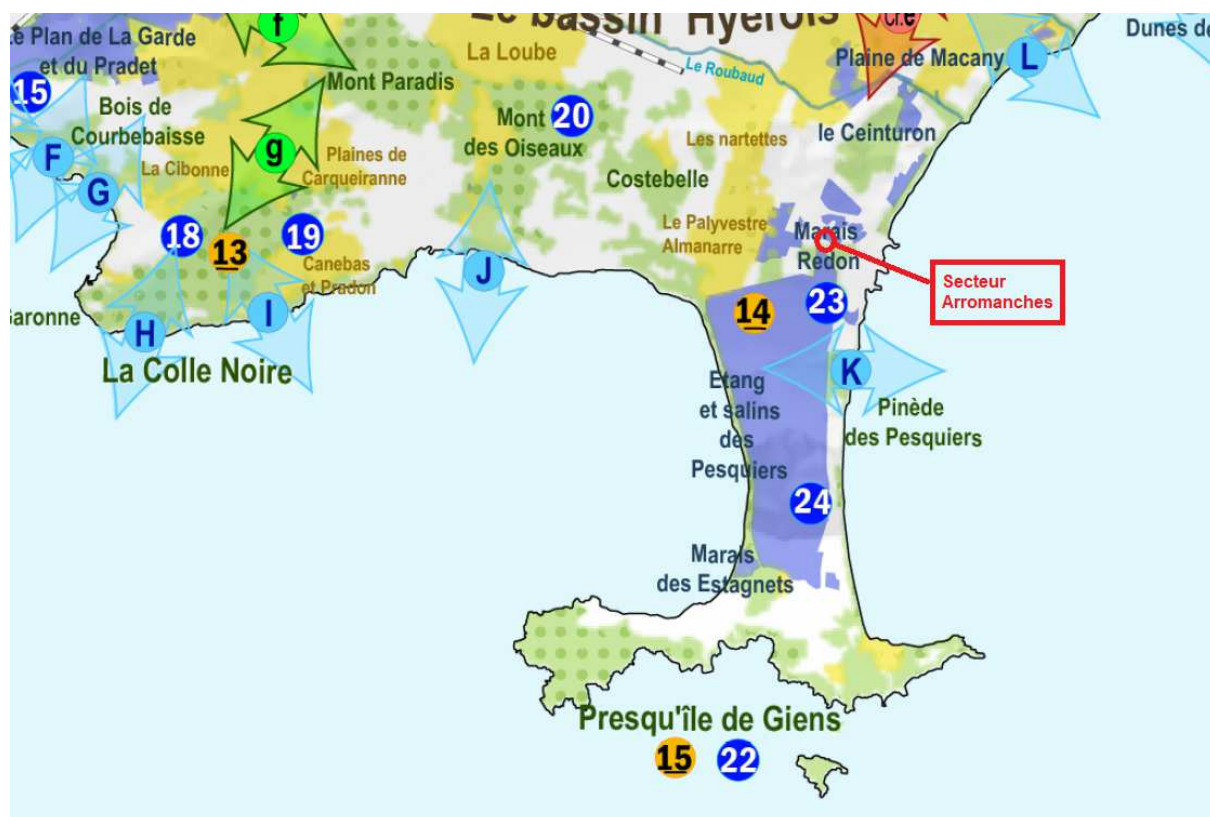 f
Le bassin Hyérois
cr.e
Dunes de
Le Plan de La Garde
et du Pradet
La Loube
Le Roubaud
Plaine de Macany
L
Mont Paradis
15
Bois de
Courbebaisse
Mont
des Oiseaux
20
Les nartettes
le Ceinturon
F
G
La Cibonne
g
Plaines de
Carqueiranne
Costebelle
18
13
19
Le Palyvestre
Almanarre
Marais
Redon
Canebas
et Pradon
J
Secteur
Arromanches
14
23
Garonne
H
I
La Colle Noire
K
Etang
et salins
des
Pesquiers
Pinède
des Pesquiers
24
Marais
des Estagnets
Presqu'île de Giens
15
22